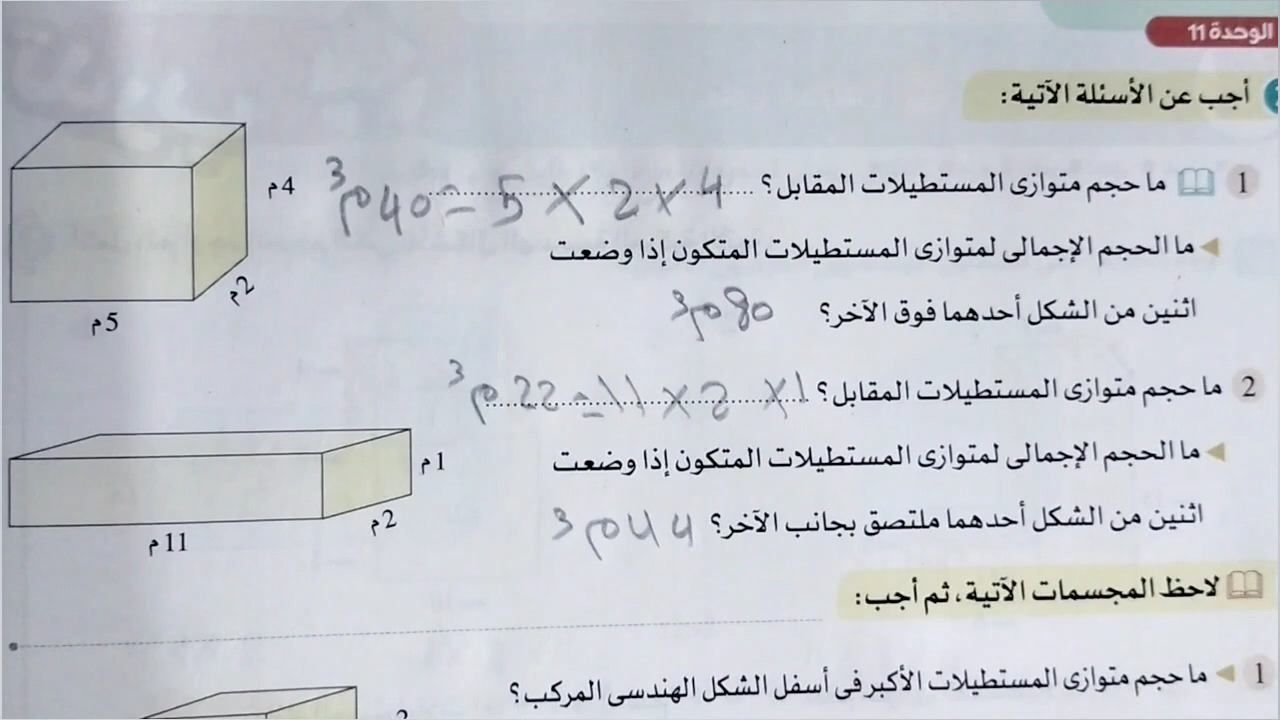 الوحدة 11
أجب عن الأسئلة الآتية:
1 ما حجم متوازى المستطيلات المقابل؟ 4 × 2 × 5 = 40 م3
4 م
2 م
5 م
ما الحجم الإجمالى لمتوازى المستطيلات المتكون إذا وضعت
اثنين من الشكل أحدهما فوق الآخر؟ 80 م3
2 ما حجم متوازى المستطيلات المقابل؟ 1 × 2 × 11 = 22 م3
1 م
2 م
11 م
ما الحجم الإجمالى لمتوازى المستطيلات المتكون إذا وضعت
اثنين من الشكل أحدهما ملتصق بجانب الآخر؟ 44 م3
لاحظ المجسمات الآتية، ثم أجب:
1 ما حجم متوازى المستطيلات الأكبر فى أسفل الشكل الهندسى المركب؟